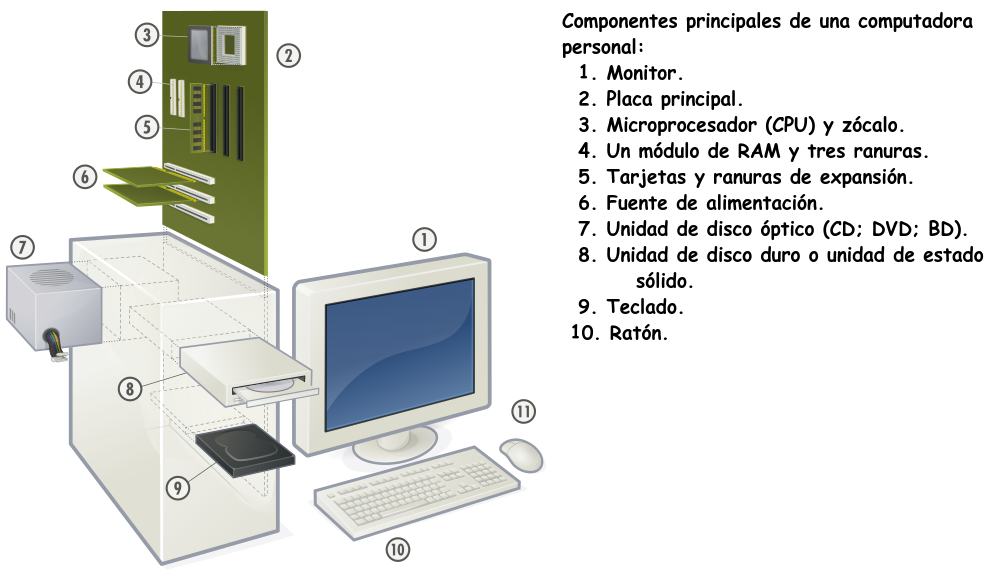 Componentes principales de una computadora
personal:
1. Monitor.
2. Placa principal.
3. Microprocesador (CPU) y zócalo.
4. Un módulo de RAM y tres ranuras.
5. Tarjetas y ranuras de expansión.
6. Fuente de alimentación.
7. Unidad de disco óptico (CD; DVD; BD).
8. Unidad de disco duro o unidad de estado
sólido.
9. Teclado.
10. Ratón.
3
2
4
5
6
7
1
8
11
9
10